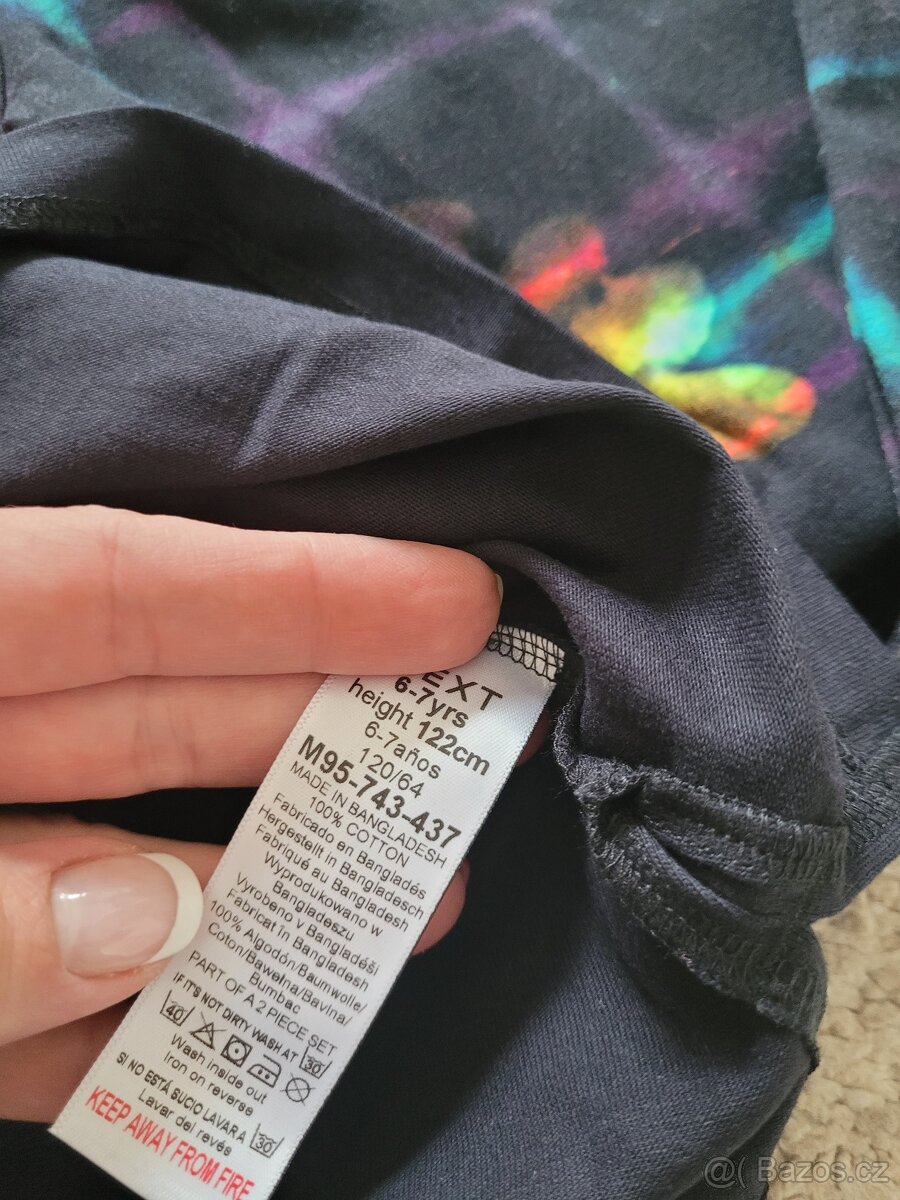 EXT
6-7yrs
height 122cm
6-7años
120/64
M95-743-437
MADE IN BANGLADESH
100% COTTON
Fabricado en Bangladés
Hergestellt in Bangladesch
Fabriqué au Bangladesh
Wyprodukowano w
Bangladeszu
Vyrobeno v Bangladéši
Fabricat în Bangladesh
100% Algodón/Baumwolle/
Coton/Bawełna/Bavlna/
Bumbac
PART OF A 2 PIECE SET
IF IT'S NOT DIRTY WASH AT 30
40
Wash inside out
Iron on reverse
SI NO ESTÁ SUCIO LAVARA 30
Lavar del revés
KEEP AWAY FROM FIRE
@( Bazos.cz